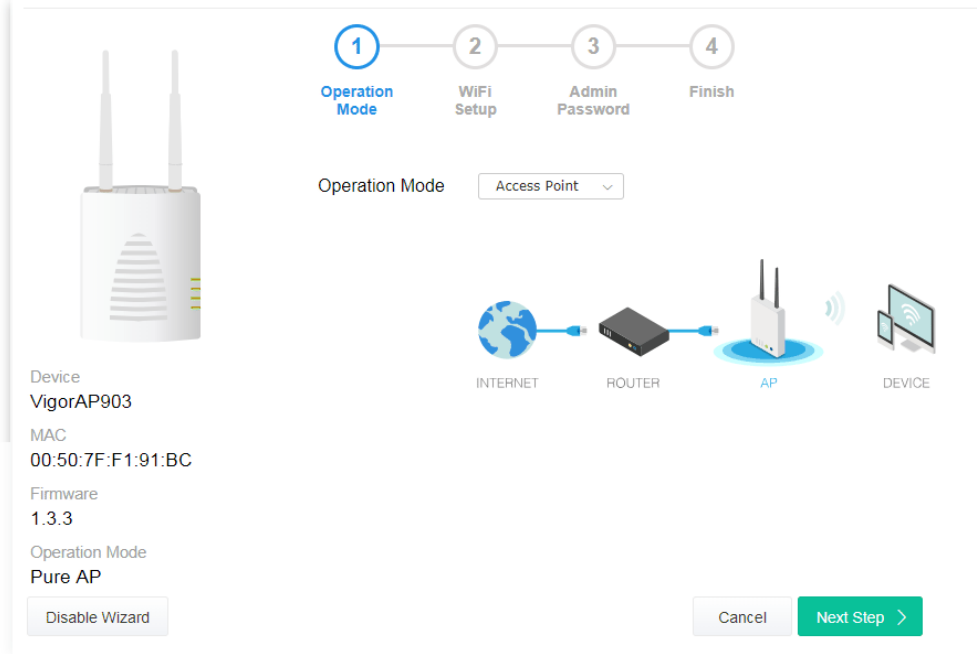 1 2 3 4
Operation Mode WiFi Setup Admin Password Finish
Operation Mode Access Point
INTERNET ROUTER AP DEVICE
Device
VigorAP903
MAC
00:50:7F:F1:91:BC
Firmware
1.3.3
Operation Mode
Pure AP
Disable Wizard Cancel Next Step